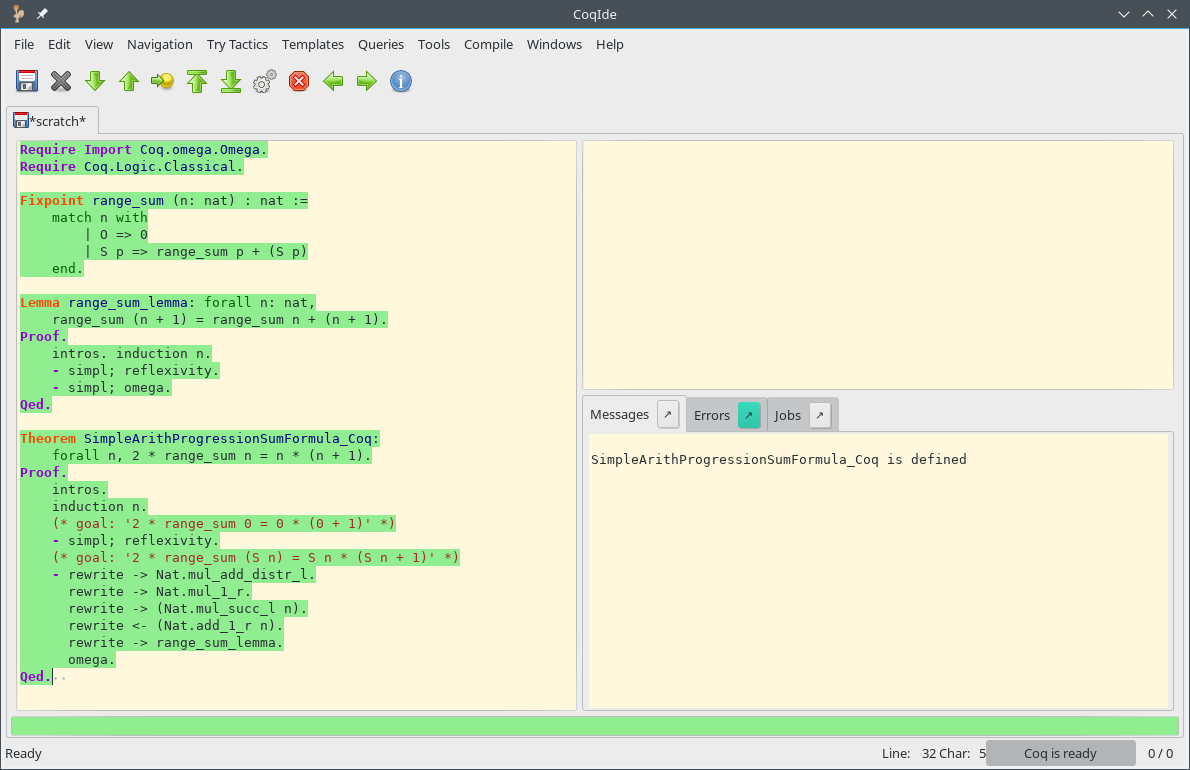 CoqIde
File Edit View Navigation Try Tactics Templates Queries Tools Compile Windows Help
*scratch*
Require Import Coq.omega.Omega.
Require Coq.Logic.Classical.
Fixpoint range_sum (n: nat) : nat :=
    match n with
        | O => 0
        | S p => range_sum p + (S p)
    end.
Lemma range_sum_lemma: forall n: nat,
    range_sum (n + 1) = range_sum n + (n + 1).
Proof.
    intros. induction n.
    - simpl; reflexivity.
    - simpl; omega.
Qed.
Theorem SimpleArithProgressionSumFormula_Coq:
    forall n, 2 * range_sum n = n * (n + 1).
Proof.
    intros.
    induction n.
    (* goal: '2 * range_sum 0 = 0 * (0 + 1)' *)
    - simpl; reflexivity.
    (* goal: '2 * range_sum (S n) = S n * (S n + 1)' *)
    - rewrite -> Nat.mul_add_distr_l.
      rewrite -> Nat.mul_1_r.
      rewrite -> (Nat.mul_succ_l n).
      rewrite <- (Nat.add_1_r n).
      rewrite -> range_sum_lemma.
      omega.
Qed.
Messages ↗ Errors ↗ Jobs ↗
SimpleArithProgressionSumFormula_Coq is defined
Ready Line: 32 Char: 5 Coq is ready 0 / 0